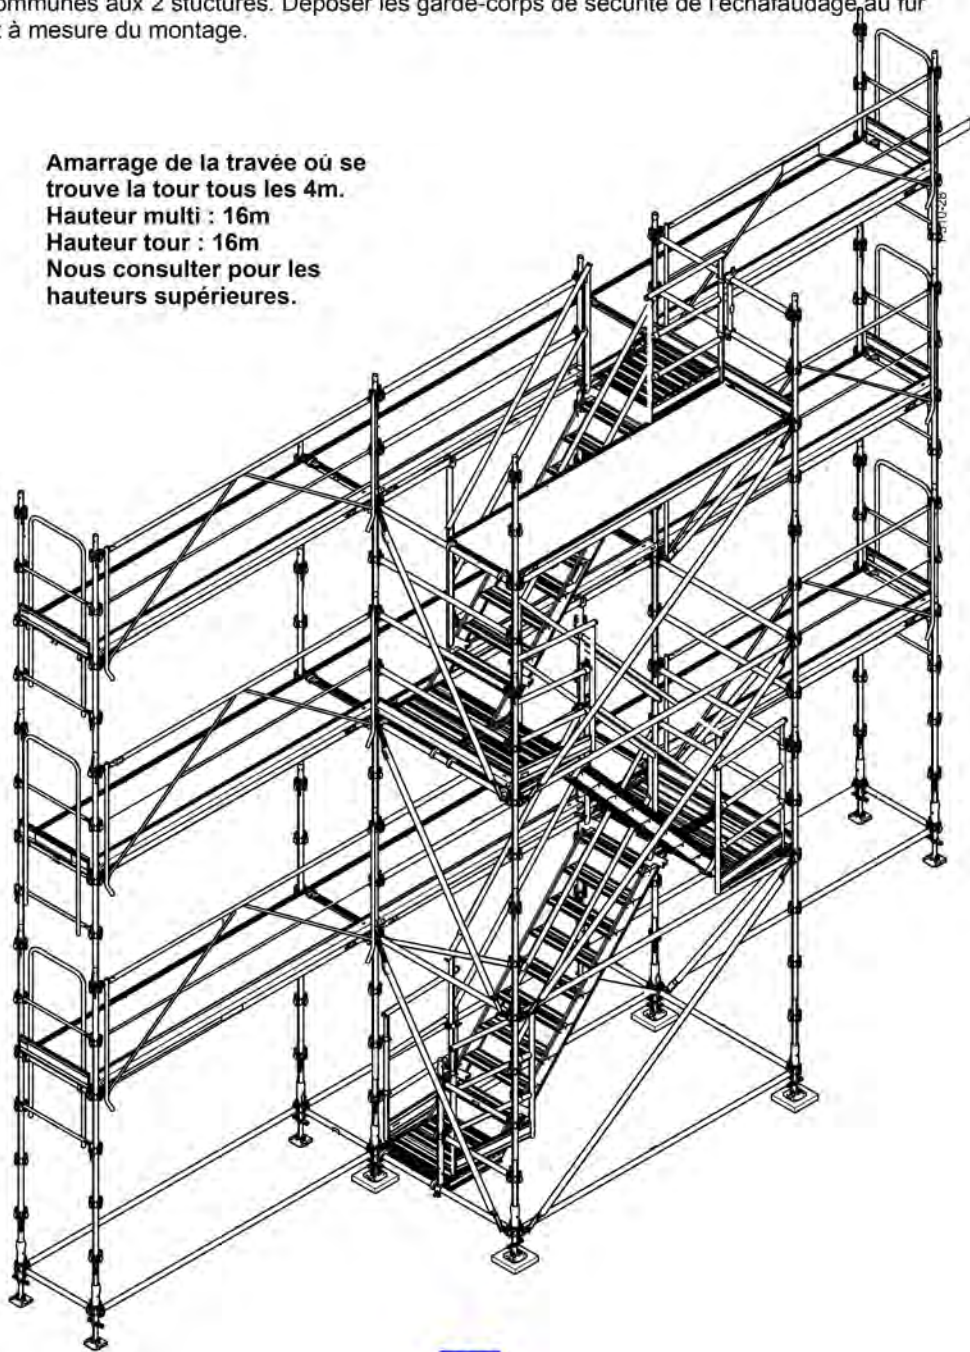 ommunes aux 2 stuctures. Déposer les garde-corps de sécurité de l'échafaudage au fur
à mesure du montage.
Amarrage de la travée où se
trouve la tour tous les 4m.
Hauteur multi : 16m
Hauteur tour : 16m
Nous consulter pour les
hauteurs supérieures.